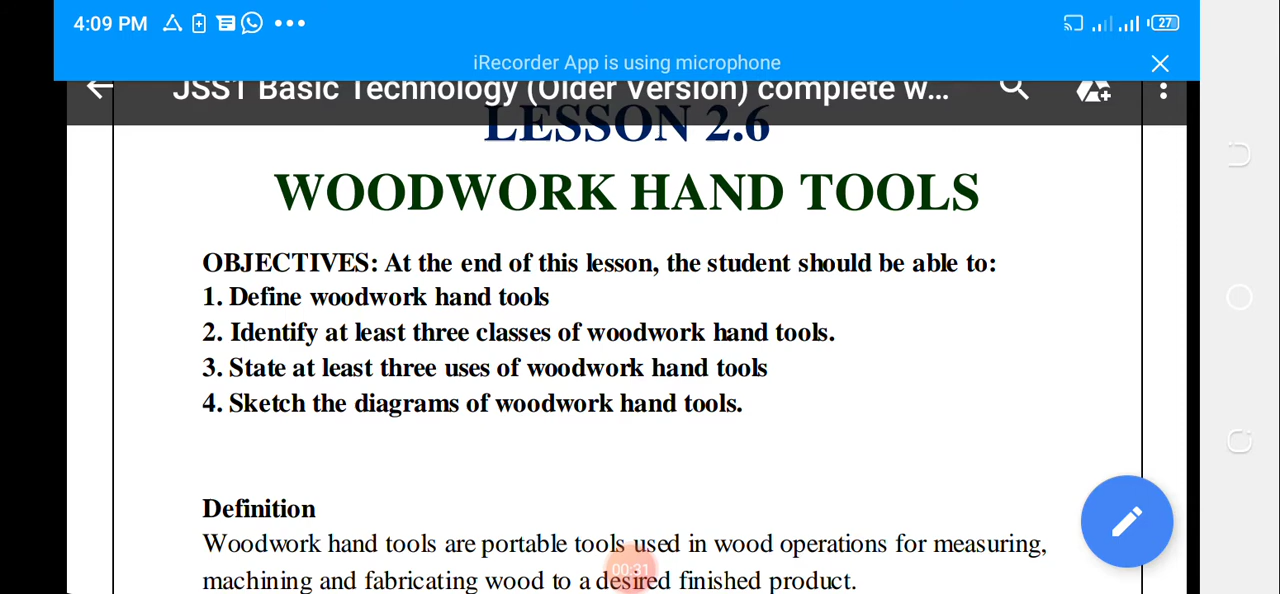 4:09 PM
27
iRecorder App is using microphone
JSS1 Basic Technology (Older Version) complete w...
LESSON 2.6
WOODWORK HAND TOOLS
OBJECTIVES: At the end of this lesson, the student should be able to:
1. Define woodwork hand tools
2. Identify at least three classes of woodwork hand tools.
3. State at least three uses of woodwork hand tools
4. Sketch the diagrams of woodwork hand tools.
Definition
Woodwork hand tools are portable tools used in wood operations for measuring,
machining and fabricating wood to a desired finished product.
00:31